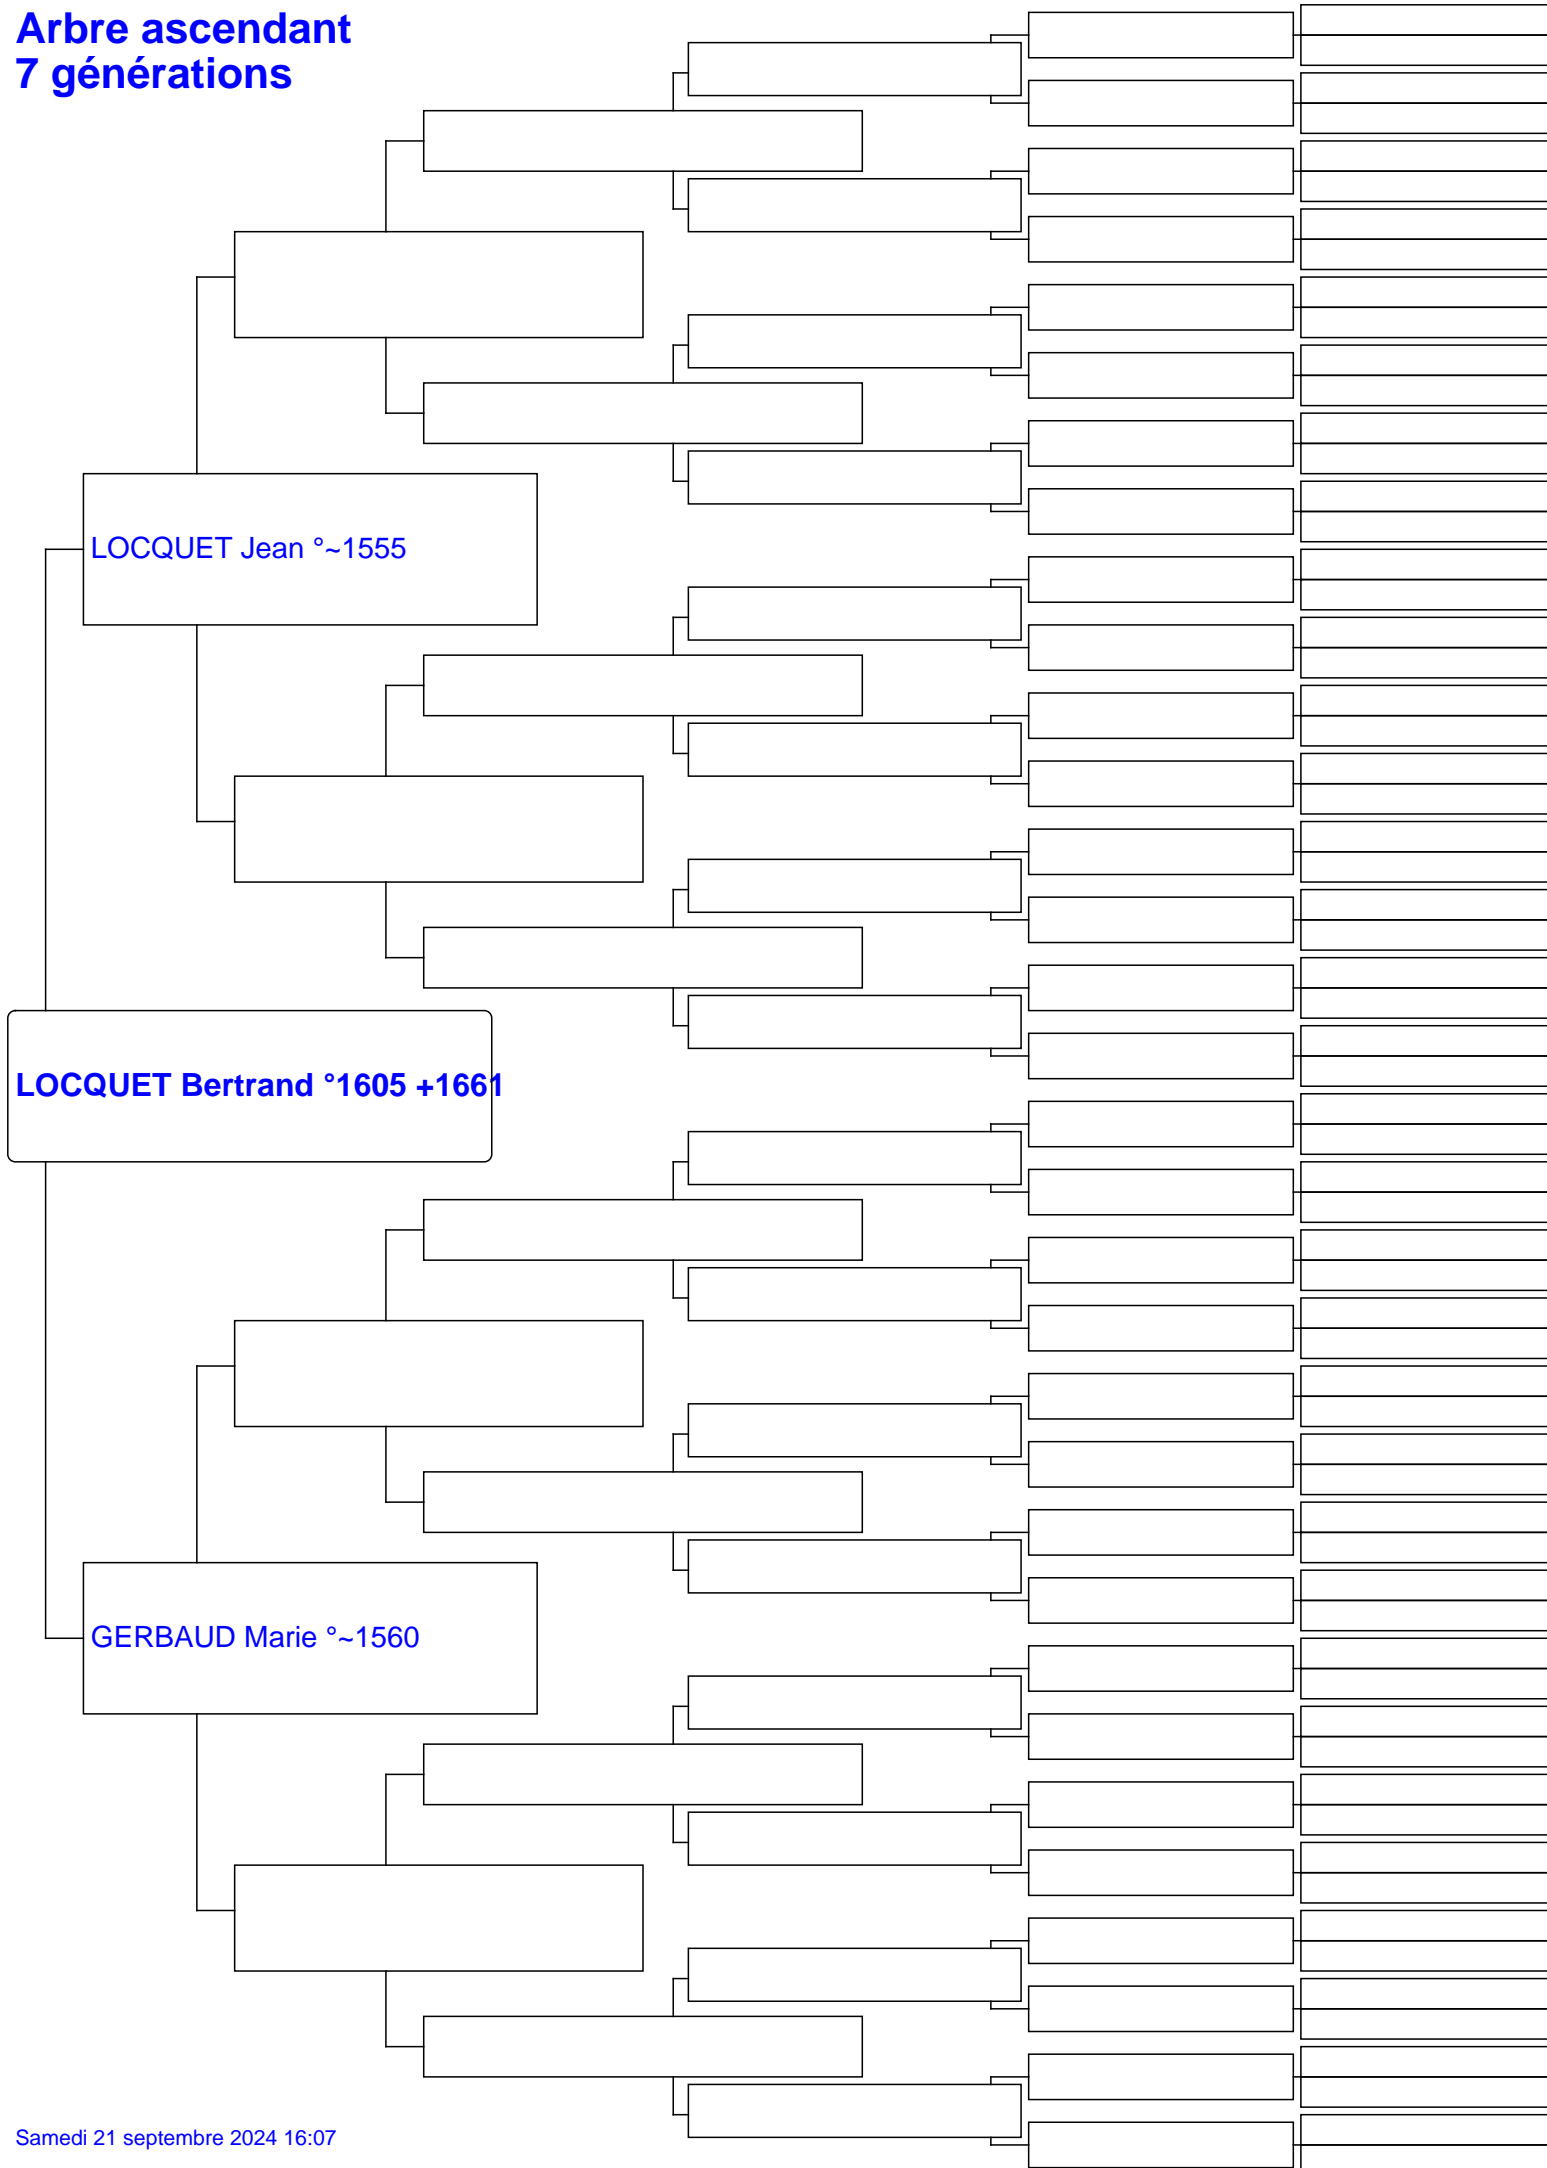 Arbre ascendant
7 générations
LOCQUET Jean °~1555
LOCQUET Bertrand °1605 +1661
GERBAUD Marie °~1560
Samedi 21 septembre 2024 16:07